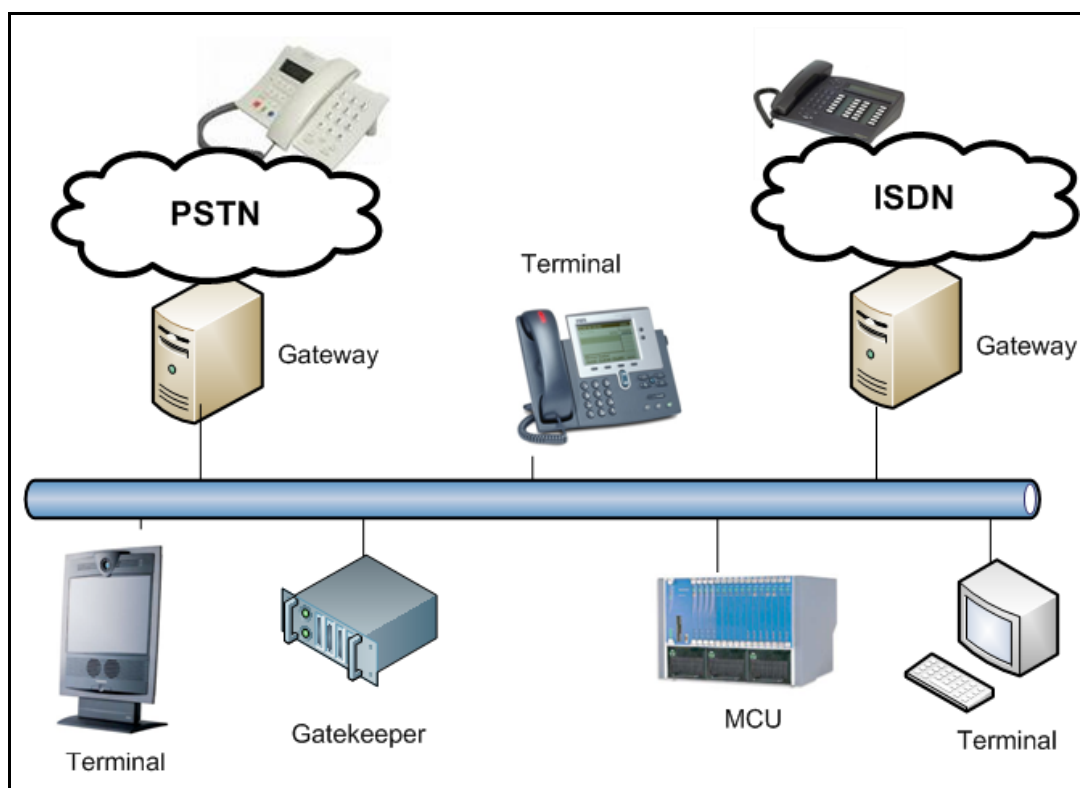 PSTN
ISDN
Terminal
Gateway
Gateway
Terminal
Gatekeeper
MCU
Terminal